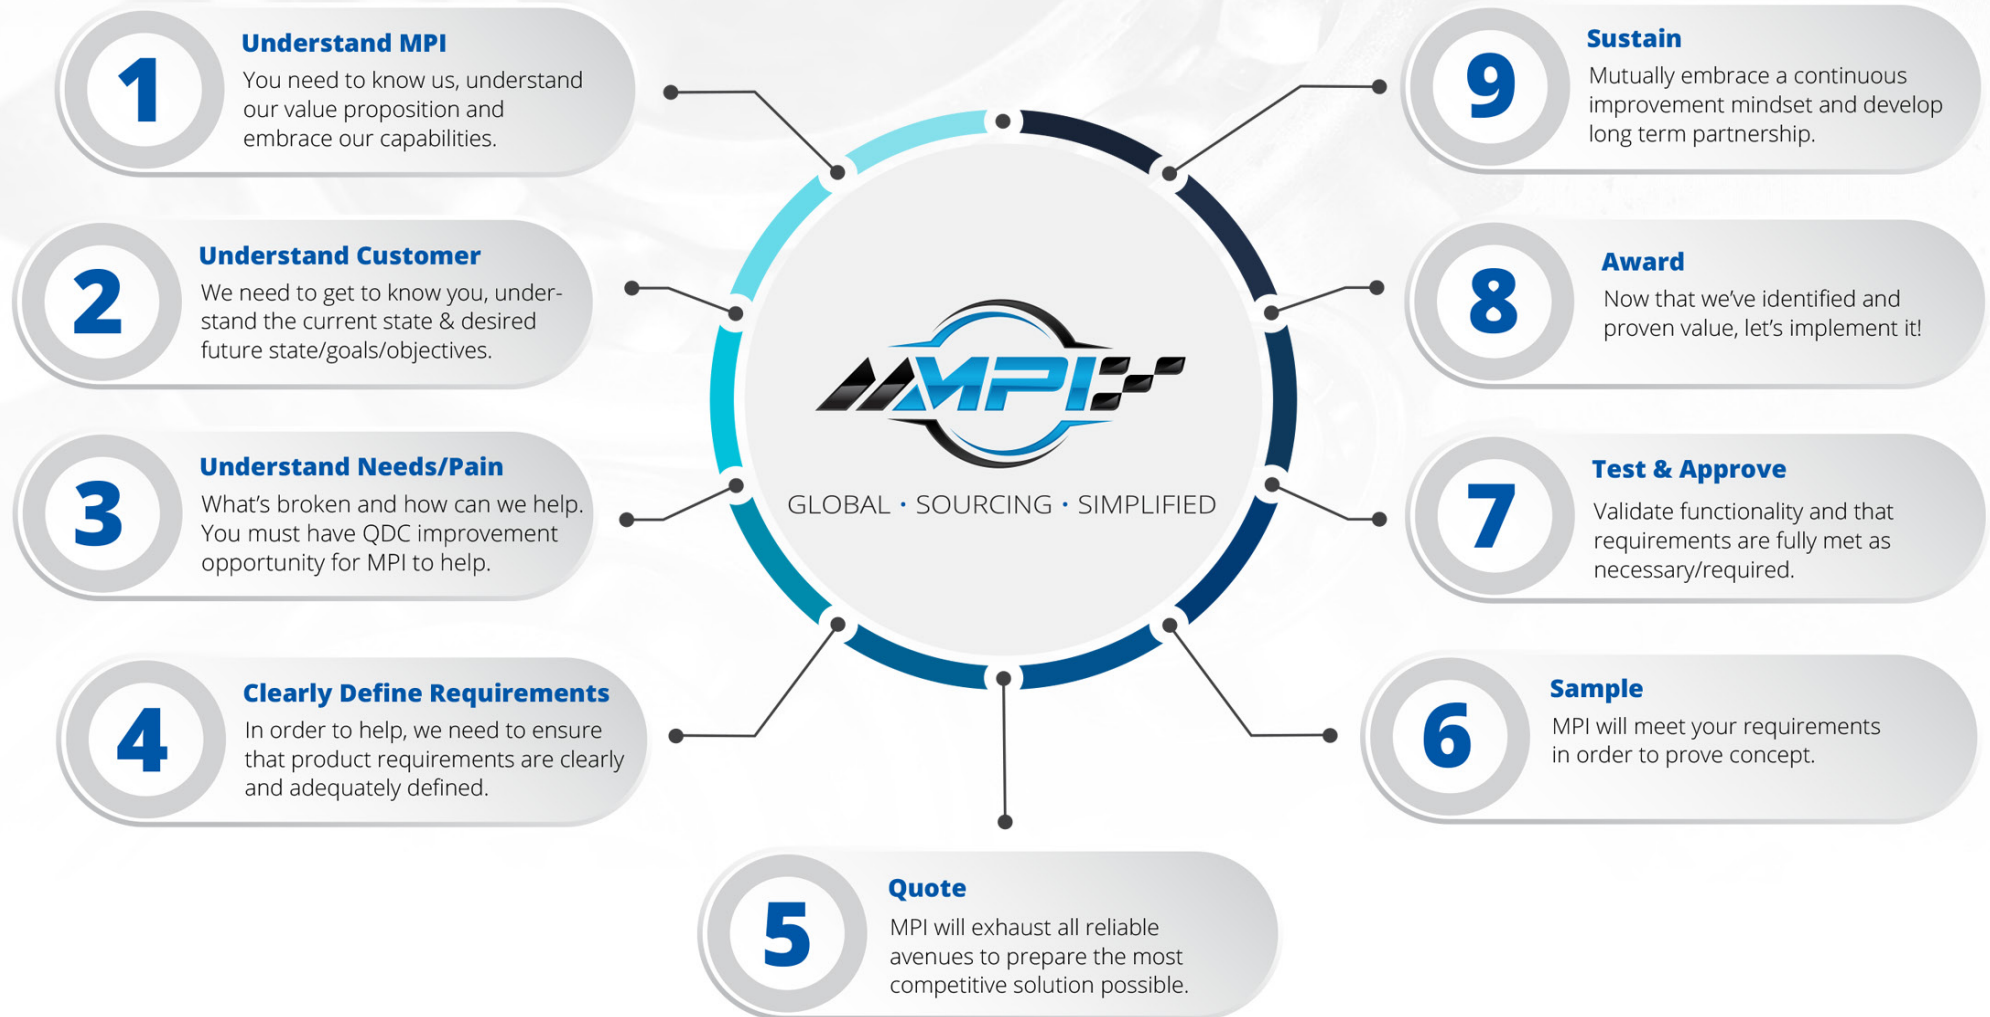 1
Understand MPI
You need to know us, understand
our value proposition and
embrace our capabilities.
2
Understand Customer
We need to get to know you, under-
stand the current state & desired
future state/goals/objectives.
3
Understand Needs/Pain
What's broken and how can we help.
You must have QDC improvement
opportunity for MPI to help.
4
Clearly Define Requirements
In order to help, we need to ensure
that product requirements are clearly
and adequately defined.
5
Quote
MPI will exhaust all reliable
avenues to prepare the most
competitive solution possible.
6
Sample
MPI will meet your requirements
in order to prove concept.
7
Test & Approve
Validate functionality and that
requirements are fully met as
necessary/required.
8
Award
Now that we've identified and
proven value, let's implement it!
9
Sustain
Mutually embrace a continuous
improvement mindset and develop
long term partnership.
MPI
GLOBAL · SOURCING · SIMPLIFIED